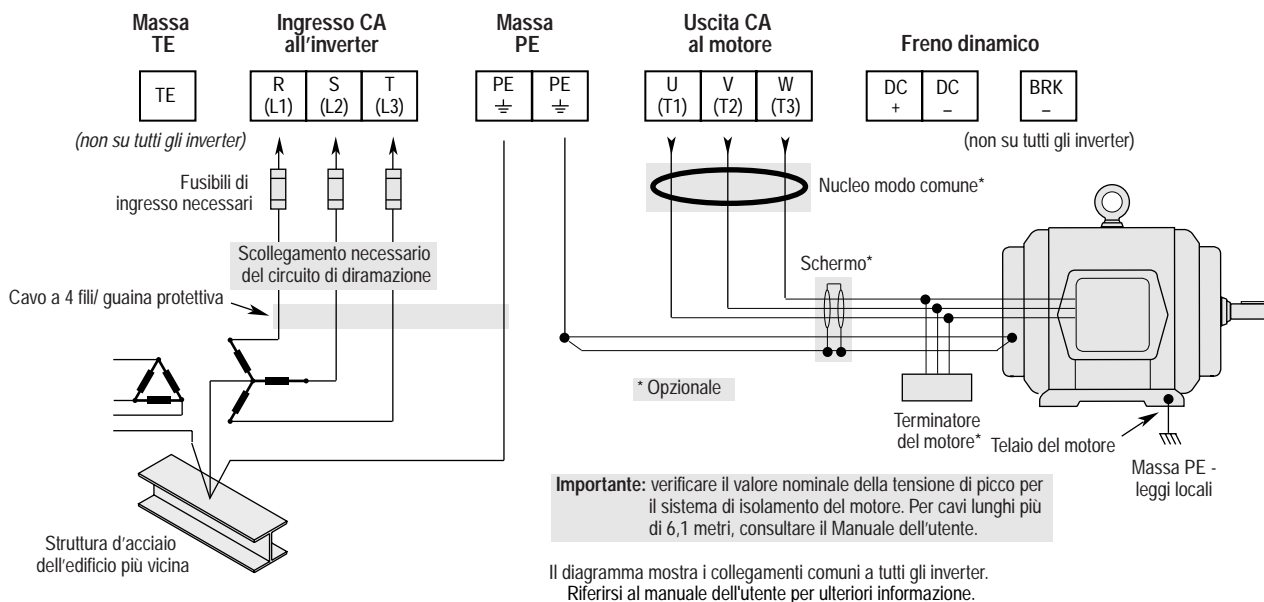 Massa
TE
Ingresso CA
all'inverter
Massa
PE
Uscita CA
al motore
Freno dinamico
TE
R
(L1)
S
(L2)
T
(L3)
PE
PE
U
(T1)
V
(T2)
W
(T3)
DC
+
DC
–
BRK
–
(non su tutti gli inverter)
(non su tutti gli inverter)
Fusibili di
ingresso necessari
Nucleo modo comune*
Scollegamento necessario
del circuito di diramazione
Schermo*
Cavo a 4 fili/ guaina protettiva
* Opzionale
Terminatore
del motore*
Telaio del motore
Massa PE -
leggi locali
Importante: verificare il valore nominale della tensione di picco per
il sistema di isolamento del motore. Per cavi lunghi più
di 6,1 metri, consultare il Manuale dell'utente.
Struttura d'acciaio
dell'edificio più vicina
Il diagramma mostra i collegamenti comuni a tutti gli inverter.
Riferirsi al manuale dell'utente per ulteriori informazione.